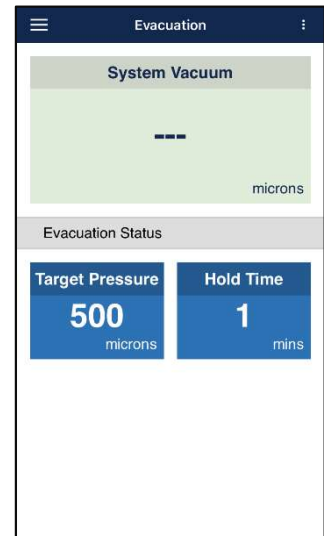 Evacuation
System Vacuum
---
microns
Evacuation Status
Target Pressure
500
microns
Hold Time
1
mins